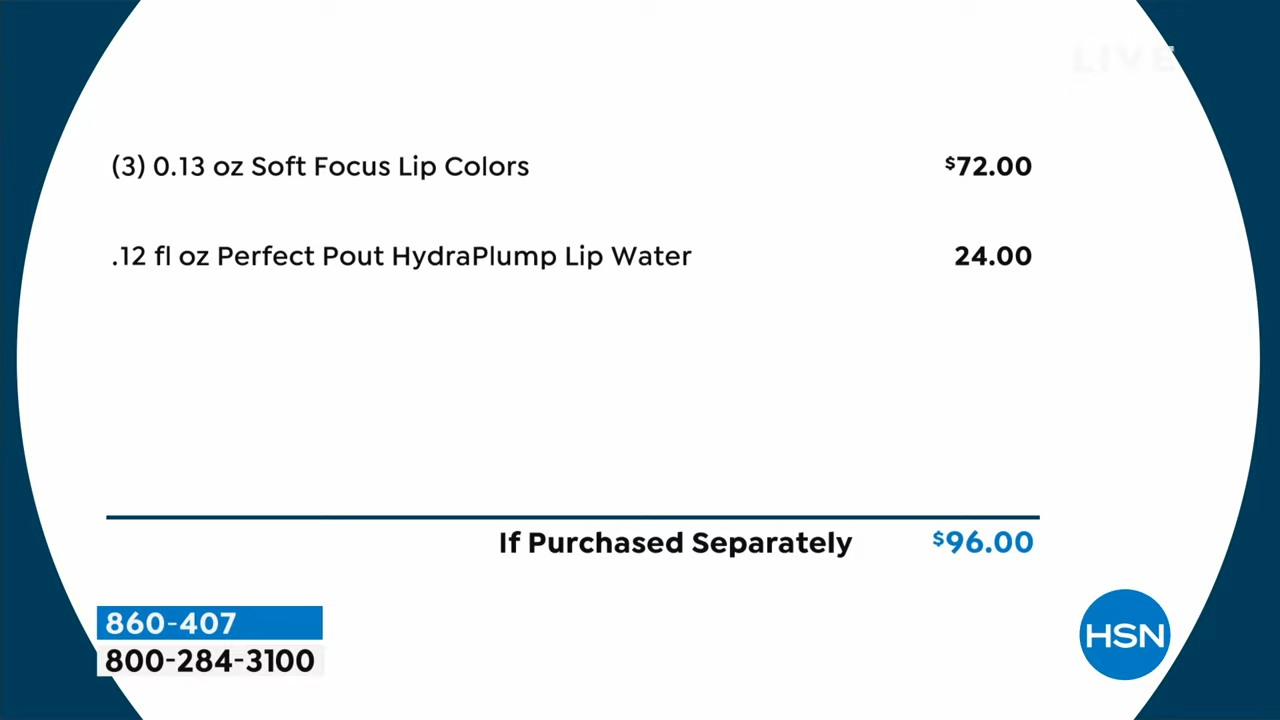 LIVE
(3) 0.13 oz Soft Focus Lip Colors $72.00
.12 fl oz Perfect Pout HydraPlump Lip Water 24.00
If Purchased Separately $96.00
860-407
800-284-3100
HSN